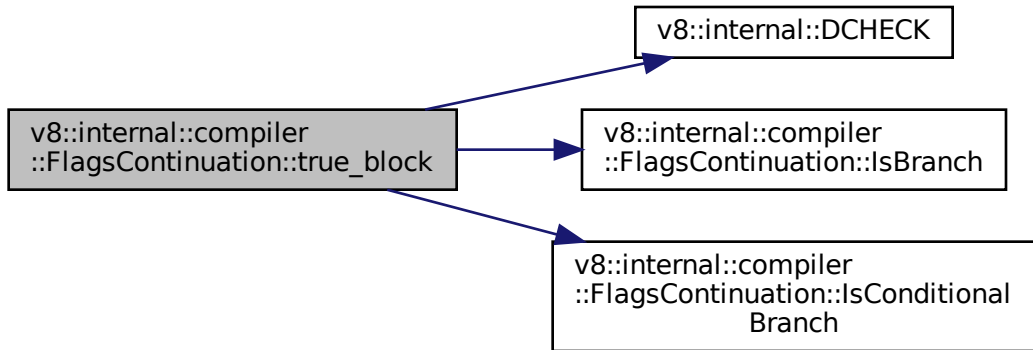 v8::internal::DCHECK
v8::internal::compiler
::FlagsContinuation::true_block
v8::internal::compiler
::FlagsContinuation::IsBranch
v8::internal::compiler
::FlagsContinuation::IsConditional
Branch